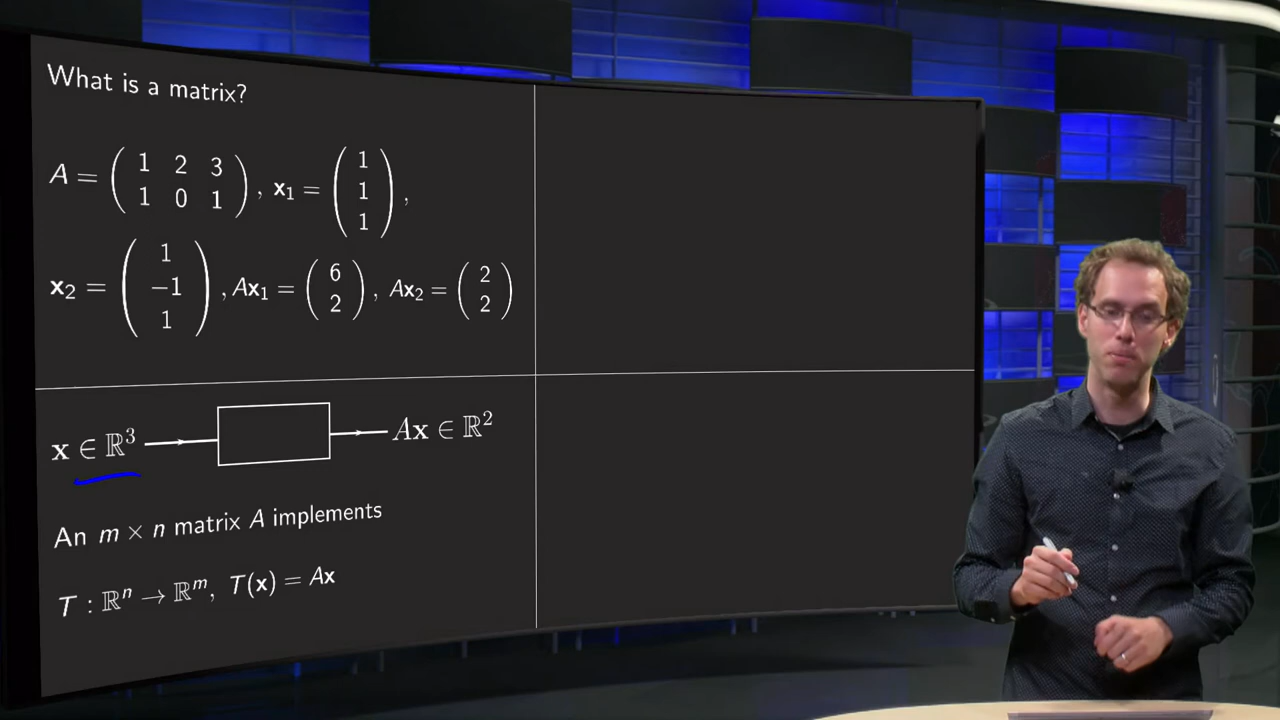 What is a matrix?
A = ( 1 2 3
1 0 1 ), x₁ = ( 1
1
1 ),
x₂ = ( 1
−1
1 ), Ax₁ = ( 6
2 ), Ax₂ = ( 2
2 )
x ∈ ℝ³ Ax ∈ ℝ²
An m × n matrix A implements
T : ℝⁿ → ℝᵐ, T(x) = Ax